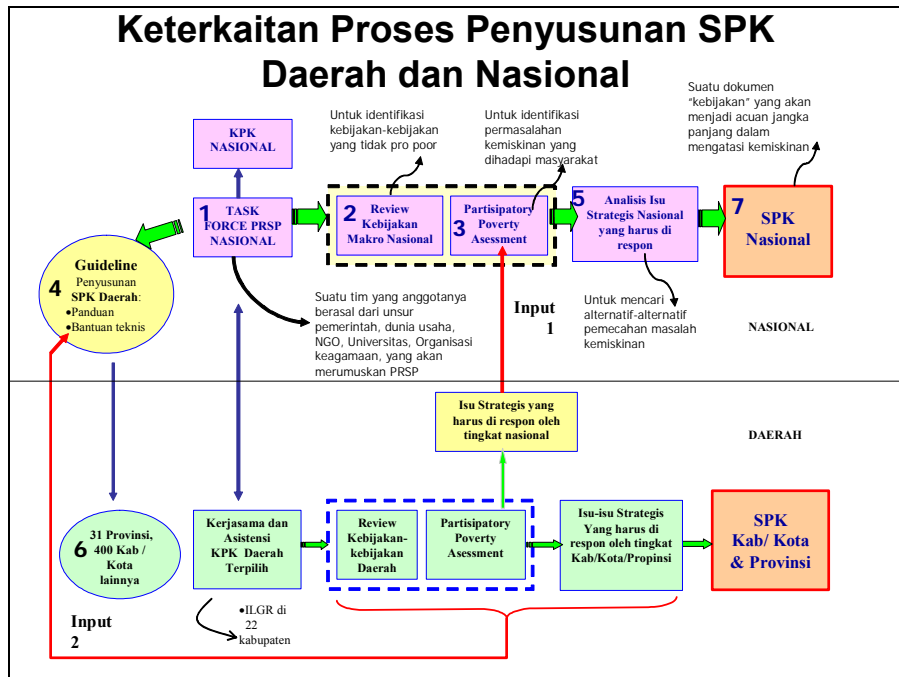 Keterkaitan Proses Penyusunan SPK
Daerah dan Nasional
KPK
NASIONAL
Untuk identifikasi
kebijakan-kebijakan
yang tidak pro poor
Untuk identifikasi
permasalahan
kemiskinan yang
dihadapi masyarakat
Suatu dokumen
“kebijakan” yang akan
menjadi acuan jangka
panjang dalam
mengatasi kemiskinan
1
TASK
FORCE PRSP
NASIONAL
2
Review
Kebijakan
Makro Nasional
3
Partisipatory
Poverty
Asessment
5
Analisis Isu
Strategis Nasional
yang harus di
respon
7
SPK
Nasional
4
Guideline
Penyusunan
SPK Daerah:
•Panduan
•Bantuan teknis
Suatu tim yang anggotanya
berasal dari unsur
pemerintah, dunia usaha,
NGO, Universitas, Organisasi
keagamaan, yang akan
merumuskan PRSP
Input
1
Untuk mencari
alternatif-alternatif
pemecahan masalah
kemiskinan
NASIONAL
Isu Strategis yang
harus di respon oleh
tingkat nasional
DAERAH
6
31 Provinsi,
400 Kab /
Kota
lainnya
Kerjasama dan
Asistensi
KPK Daerah
Terpilih
Review
Kebijakan-
kebijakan
Daerah
Partisipatory
Poverty
Asessment
Isu-isu Strategis
Yang harus di
respon oleh tingkat
Kab/Kota/Propinsi
SPK
Kab/ Kota
& Provinsi
Input
2
•ILGR di
22
kabupaten